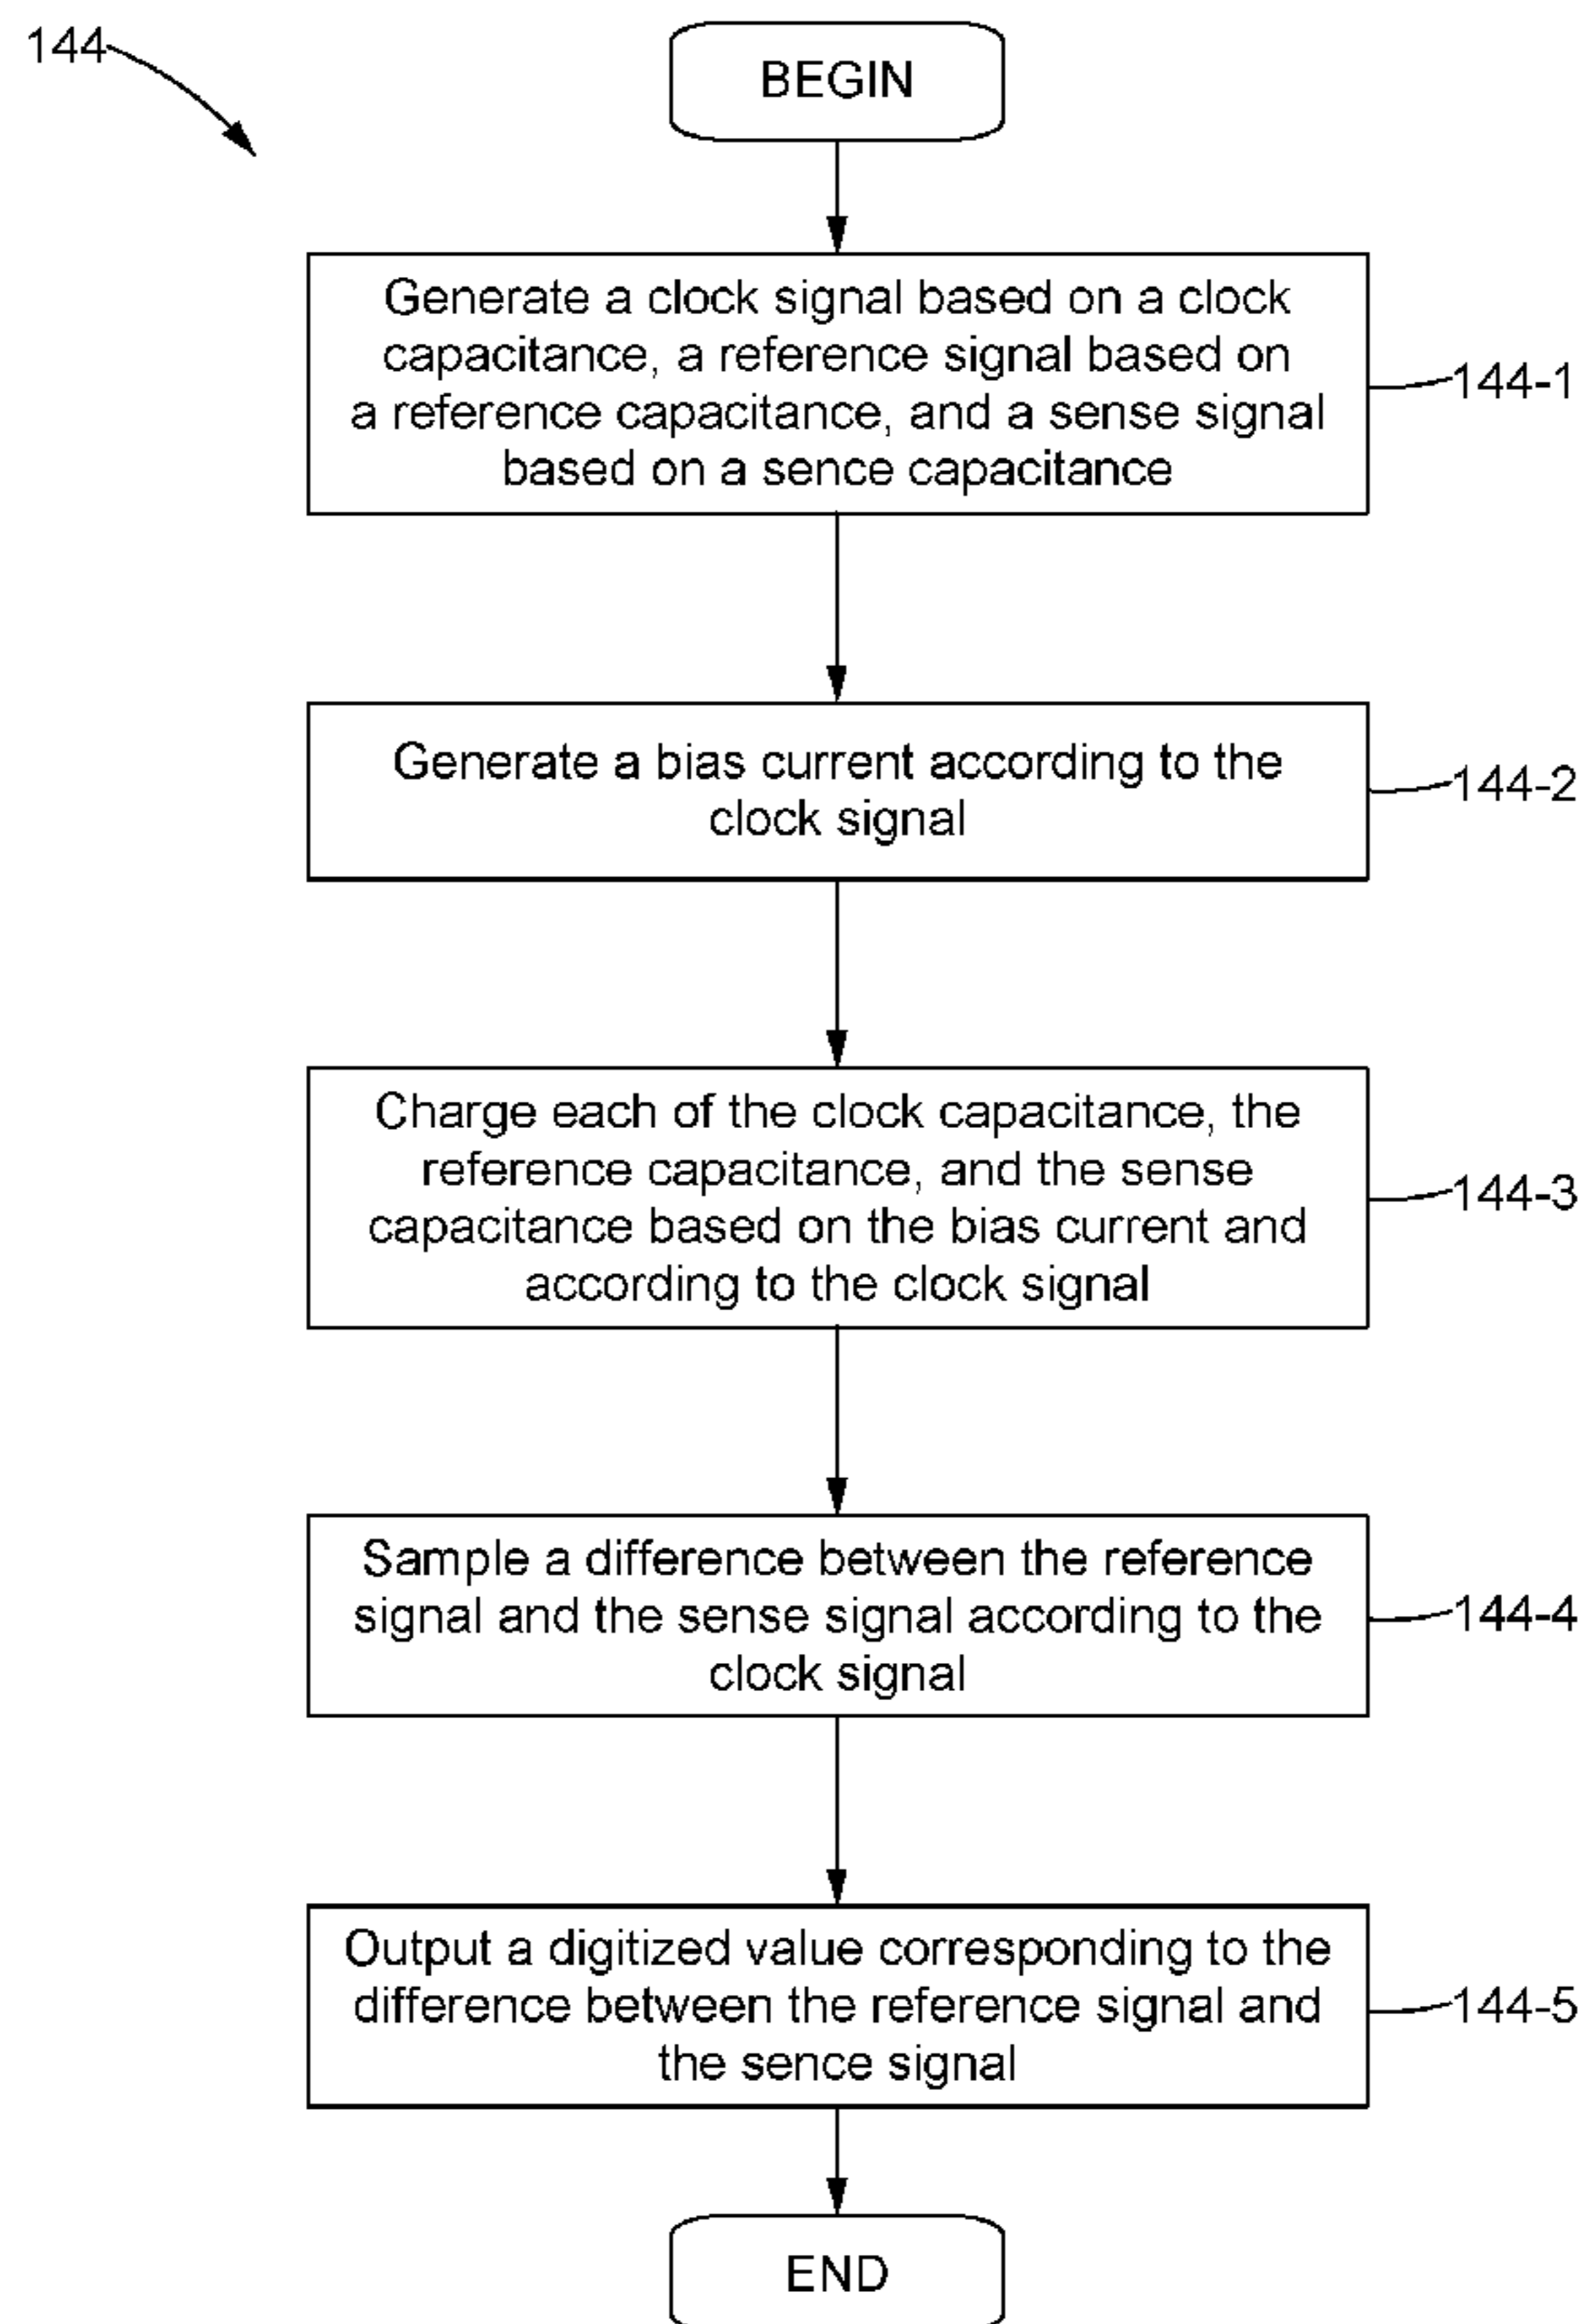 144
BEGIN
Generate a clock signal based on a clock
capacitance, a reference signal based on
a reference capacitance, and a sense signal
based on a sence capacitance
144-1
Generate a bias current according to the
clock signal
144-2
Charge each of the clock capacitance, the
reference capacitance, and the sense
capacitance based on the bias current and
according to the clock signal
144-3
Sample a difference between the reference
signal and the sense signal according to the
clock signal
144-4
Output a digitized value corresponding to the
difference between the reference signal and
the sence signal
144-5
END